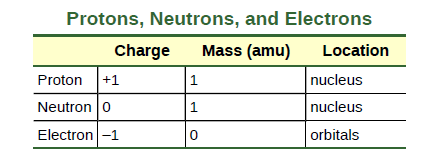 Protons, Neutrons, and Electrons
Charge Mass (amu) Location
Proton +1 1 nucleus
Neutron 0 1 nucleus
Electron –1 0 orbitals